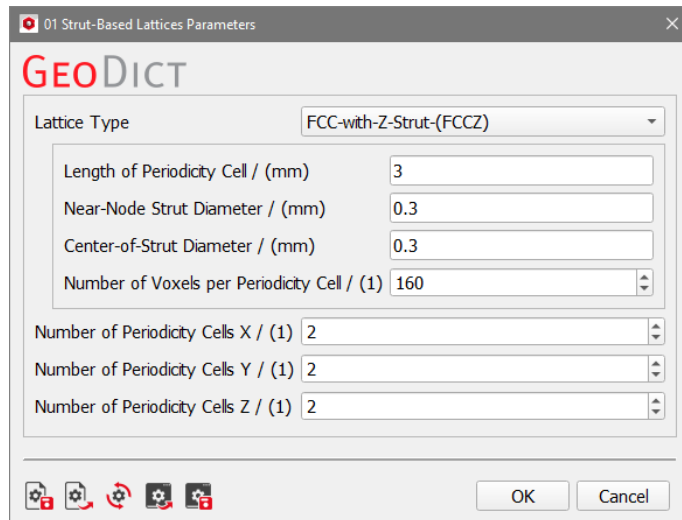 01 Strut-Based Lattices Parameters
GEODICT
Lattice Type FCC-with-Z-Strut-(FCCZ)
Length of Periodicity Cell / (mm) 3
Near-Node Strut Diameter / (mm) 0.3
Center-of-Strut Diameter / (mm) 0.3
Number of Voxels per Periodicity Cell / (1) 160
Number of Periodicity Cells X / (1) 2
Number of Periodicity Cells Y / (1) 2
Number of Periodicity Cells Z / (1) 2
OK Cancel